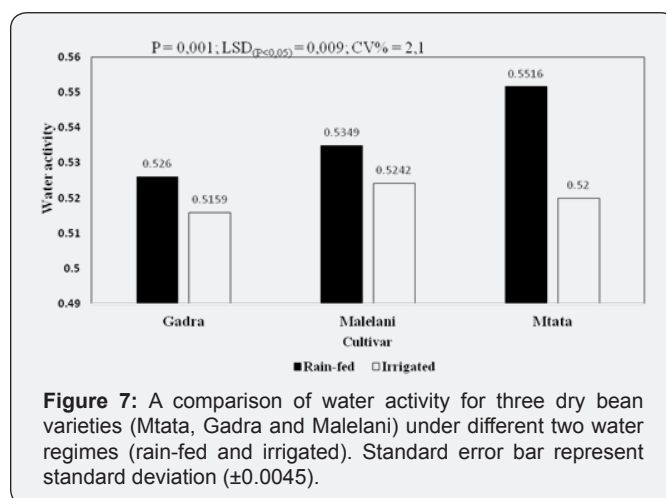 P = 0,001; LSD(P<0,05) = 0,009; CV% = 2,1
0.56
0.55
0.54
0.53
0.52
0.51
0.5
0.49
Water activity
0.526
0.5159
0.5349
0.5242
0.5516
0.52
Gadra Malelani Mtata
Cultivar
■Rain-fed □Irrigated
Figure 7: A comparison of water activity for three dry bean
varieties (Mtata, Gadra and Malelani) under different two water
regimes (rain-fed and irrigated). Standard error bar represent
standard deviation (±0.0045).